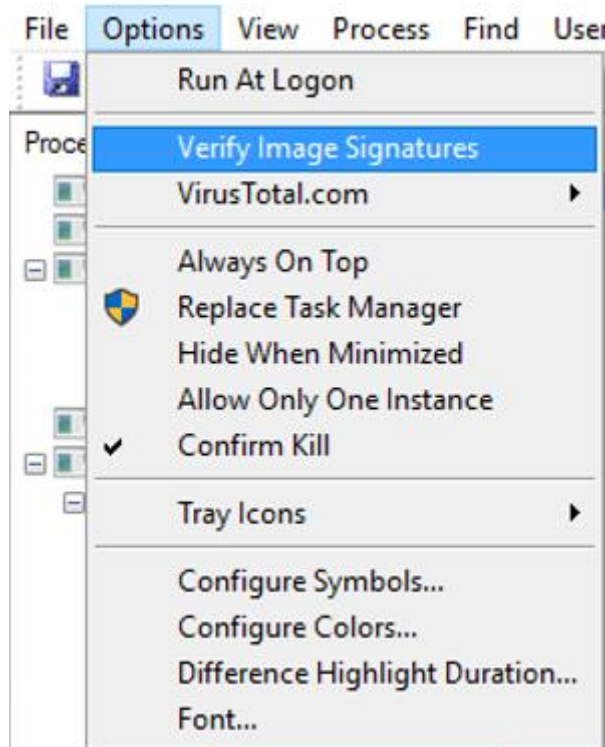 File Options View Process Find User
Run At Logon
Proce
Verify Image Signatures
VirusTotal.com
Always On Top
Replace Task Manager
Hide When Minimized
Allow Only One Instance
Confirm Kill
Tray Icons
Configure Symbols...
Configure Colors...
Difference Highlight Duration...
Font...